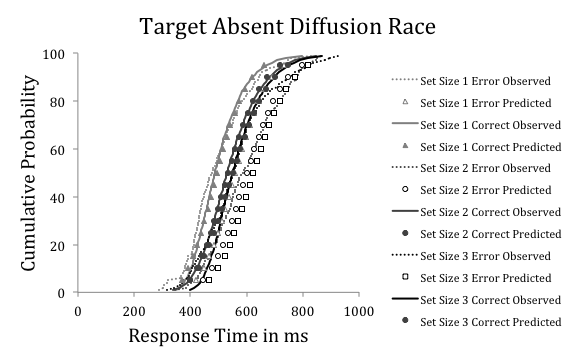 Target Absent Diffusion Race
Cumulative Probability
100
80
60
40
20
0
0 200 400 600 800 1000
Response Time in ms
Set Size 1 Error Observed
Set Size 1 Error Predicted
Set Size 1 Correct Observed
Set Size 1 Correct Predicted
Set Size 2 Error Observed
Set Size 2 Error Predicted
Set Size 2 Correct Observed
Set Size 2 Correct Predicted
Set Size 3 Error Observed
Set Size 3 Error Predicted
Set Size 3 Correct Observed
Set Size 3 Correct Predicted